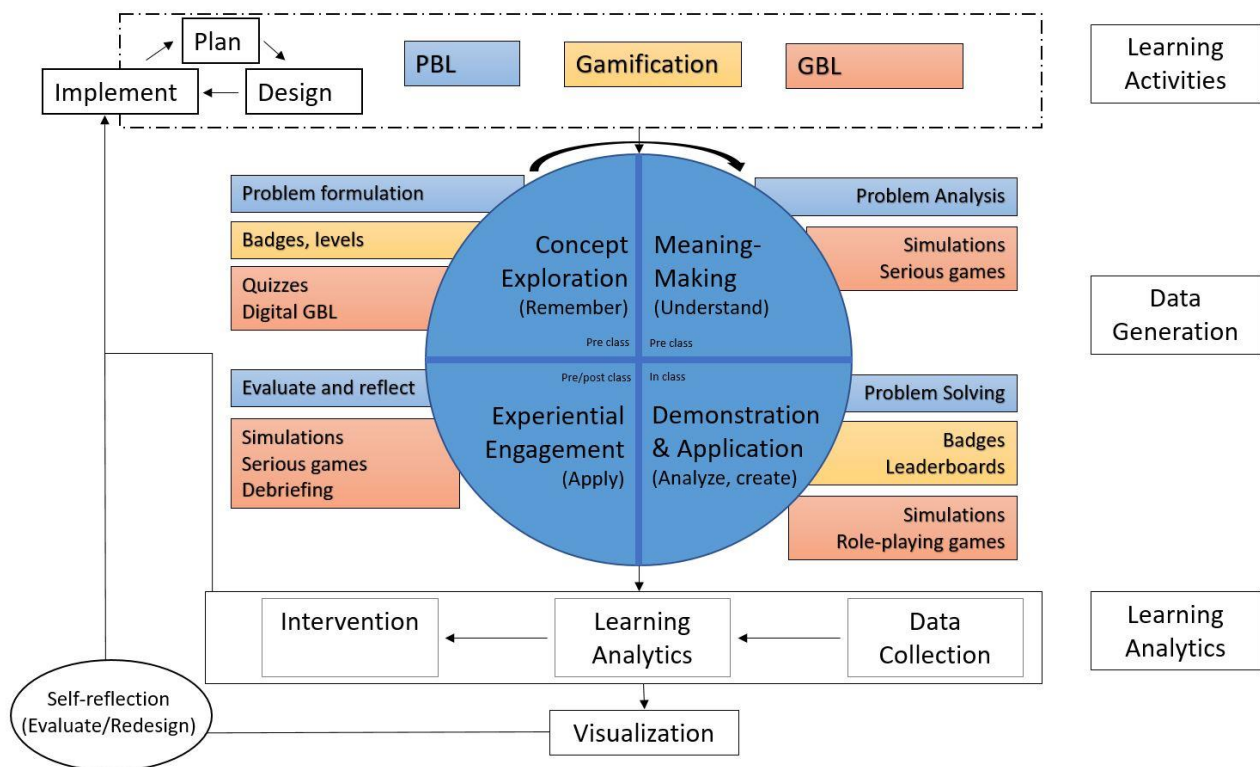 Plan
Implement
Design
PBL
Gamification
GBL
Learning
Activities
Problem formulation
Badges, levels
Quizzes
Digital GBL
Concept
Exploration
(Remember)
Pre class
Meaning-
Making
(Understand)
Pre class
Problem Analysis
Simulations
Serious games
Data
Generation
Evaluate and reflect
Simulations
Serious games
Debriefing
Pre/post class
Experiential
Engagement
(Apply)
In class
Demonstration
& Application
(Analyze, create)
Problem Solving
Badges
Leaderboards
Simulations
Role-playing games
Intervention
Learning
Analytics
Data
Collection
Learning
Analytics
Self-reflection
(Evaluate/Redesign)
Visualization